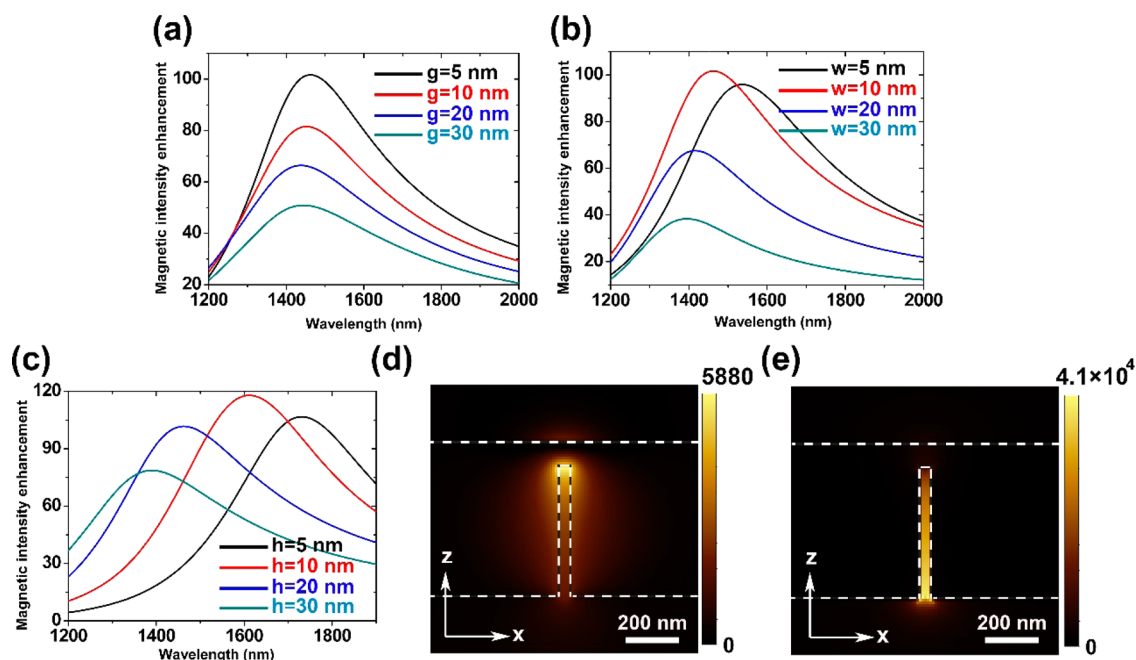 (a)
Magnetic intensity enhancement
100
80
60
40
20
g=5 nm
g=10 nm
g=20 nm
g=30 nm
1200 1400 1600 1800 2000
Wavelength (nm)
(b)
Magnetic intensity enhancement
100
80
60
40
20
w=5 nm
w=10 nm
w=20 nm
w=30 nm
1200 1400 1600 1800 2000
Wavelength (nm)
(c)
Magnetic intensity enhancement
120
90
60
30
0
h=5 nm
h=10 nm
h=20 nm
h=30 nm
1200 1400 1600 1800
Wavelength (nm)
(d)
5880
z
x
200 nm
0
(e)
4.1×10⁴
z
x
200 nm
0